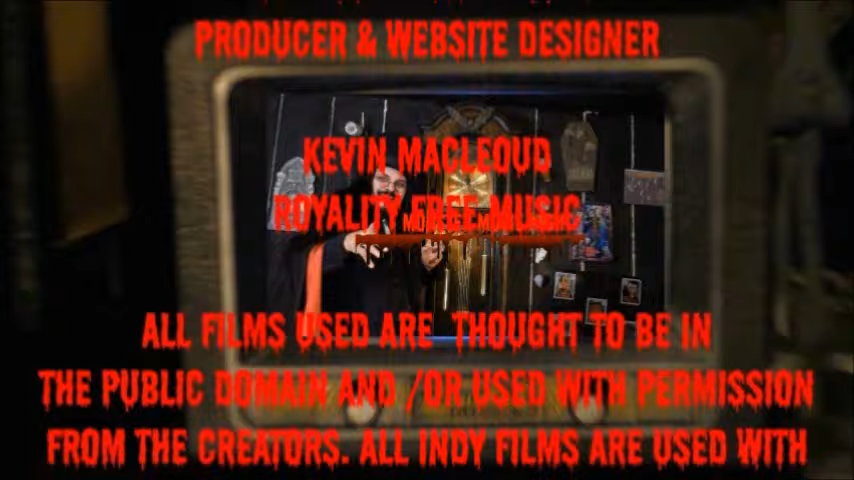 PRODUCER & WEBSITE DESIGNER
KEVIN MACLEOUD
ROYALITY FREE MUSIC
ALL FILMS USED ARE THOUGHT TO BE IN
THE PUBLIC DOMAIN AND /OR USED WITH PERMISSION
FROM THE CREATORS. ALL INDY FILMS ARE USED WITH